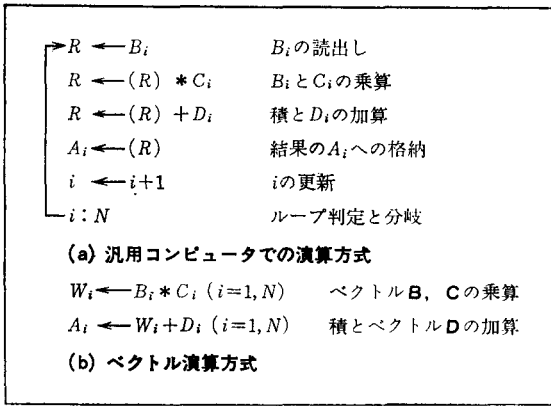 R ← B_i B_iの読出し
R ← (R) * C_i B_iとC_iの乗算
R ← (R) + D_i 積とD_iの加算
A_i ← (R) 結果のA_iへの格納
i ← i+1 iの更新
i : N ループ判定と分岐
(a) 汎用コンピュータでの演算方式
W_i ← B_i * C_i (i=1, N) ベクトルB, Cの乗算
A_i ← W_i + D_i (i=1, N) 積とベクトルDの加算
(b) ベクトル演算方式